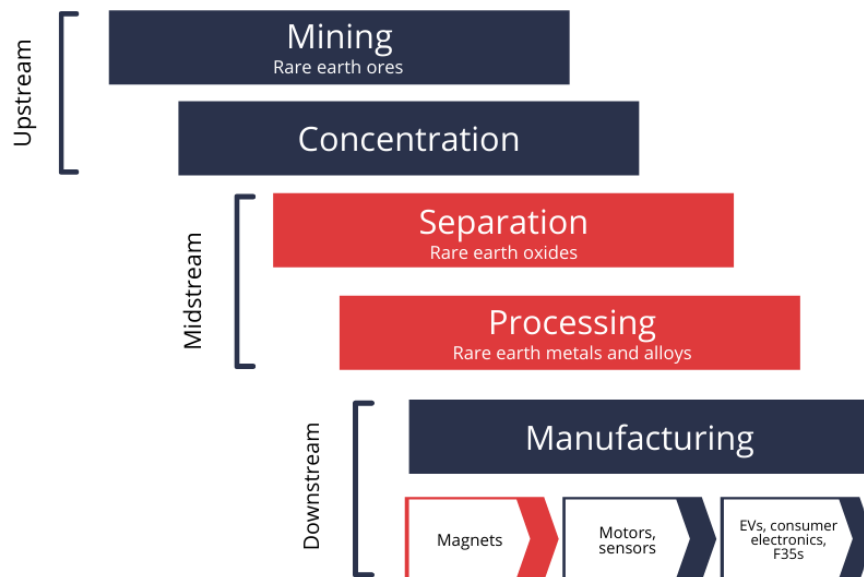 Upstream
Mining
Rare earth ores
Concentration
Midstream
Separation
Rare earth oxides
Processing
Rare earth metals and alloys
Downstream
Manufacturing
Magnets
Motors,
sensors
EVs, consumer
electronics,
F35s